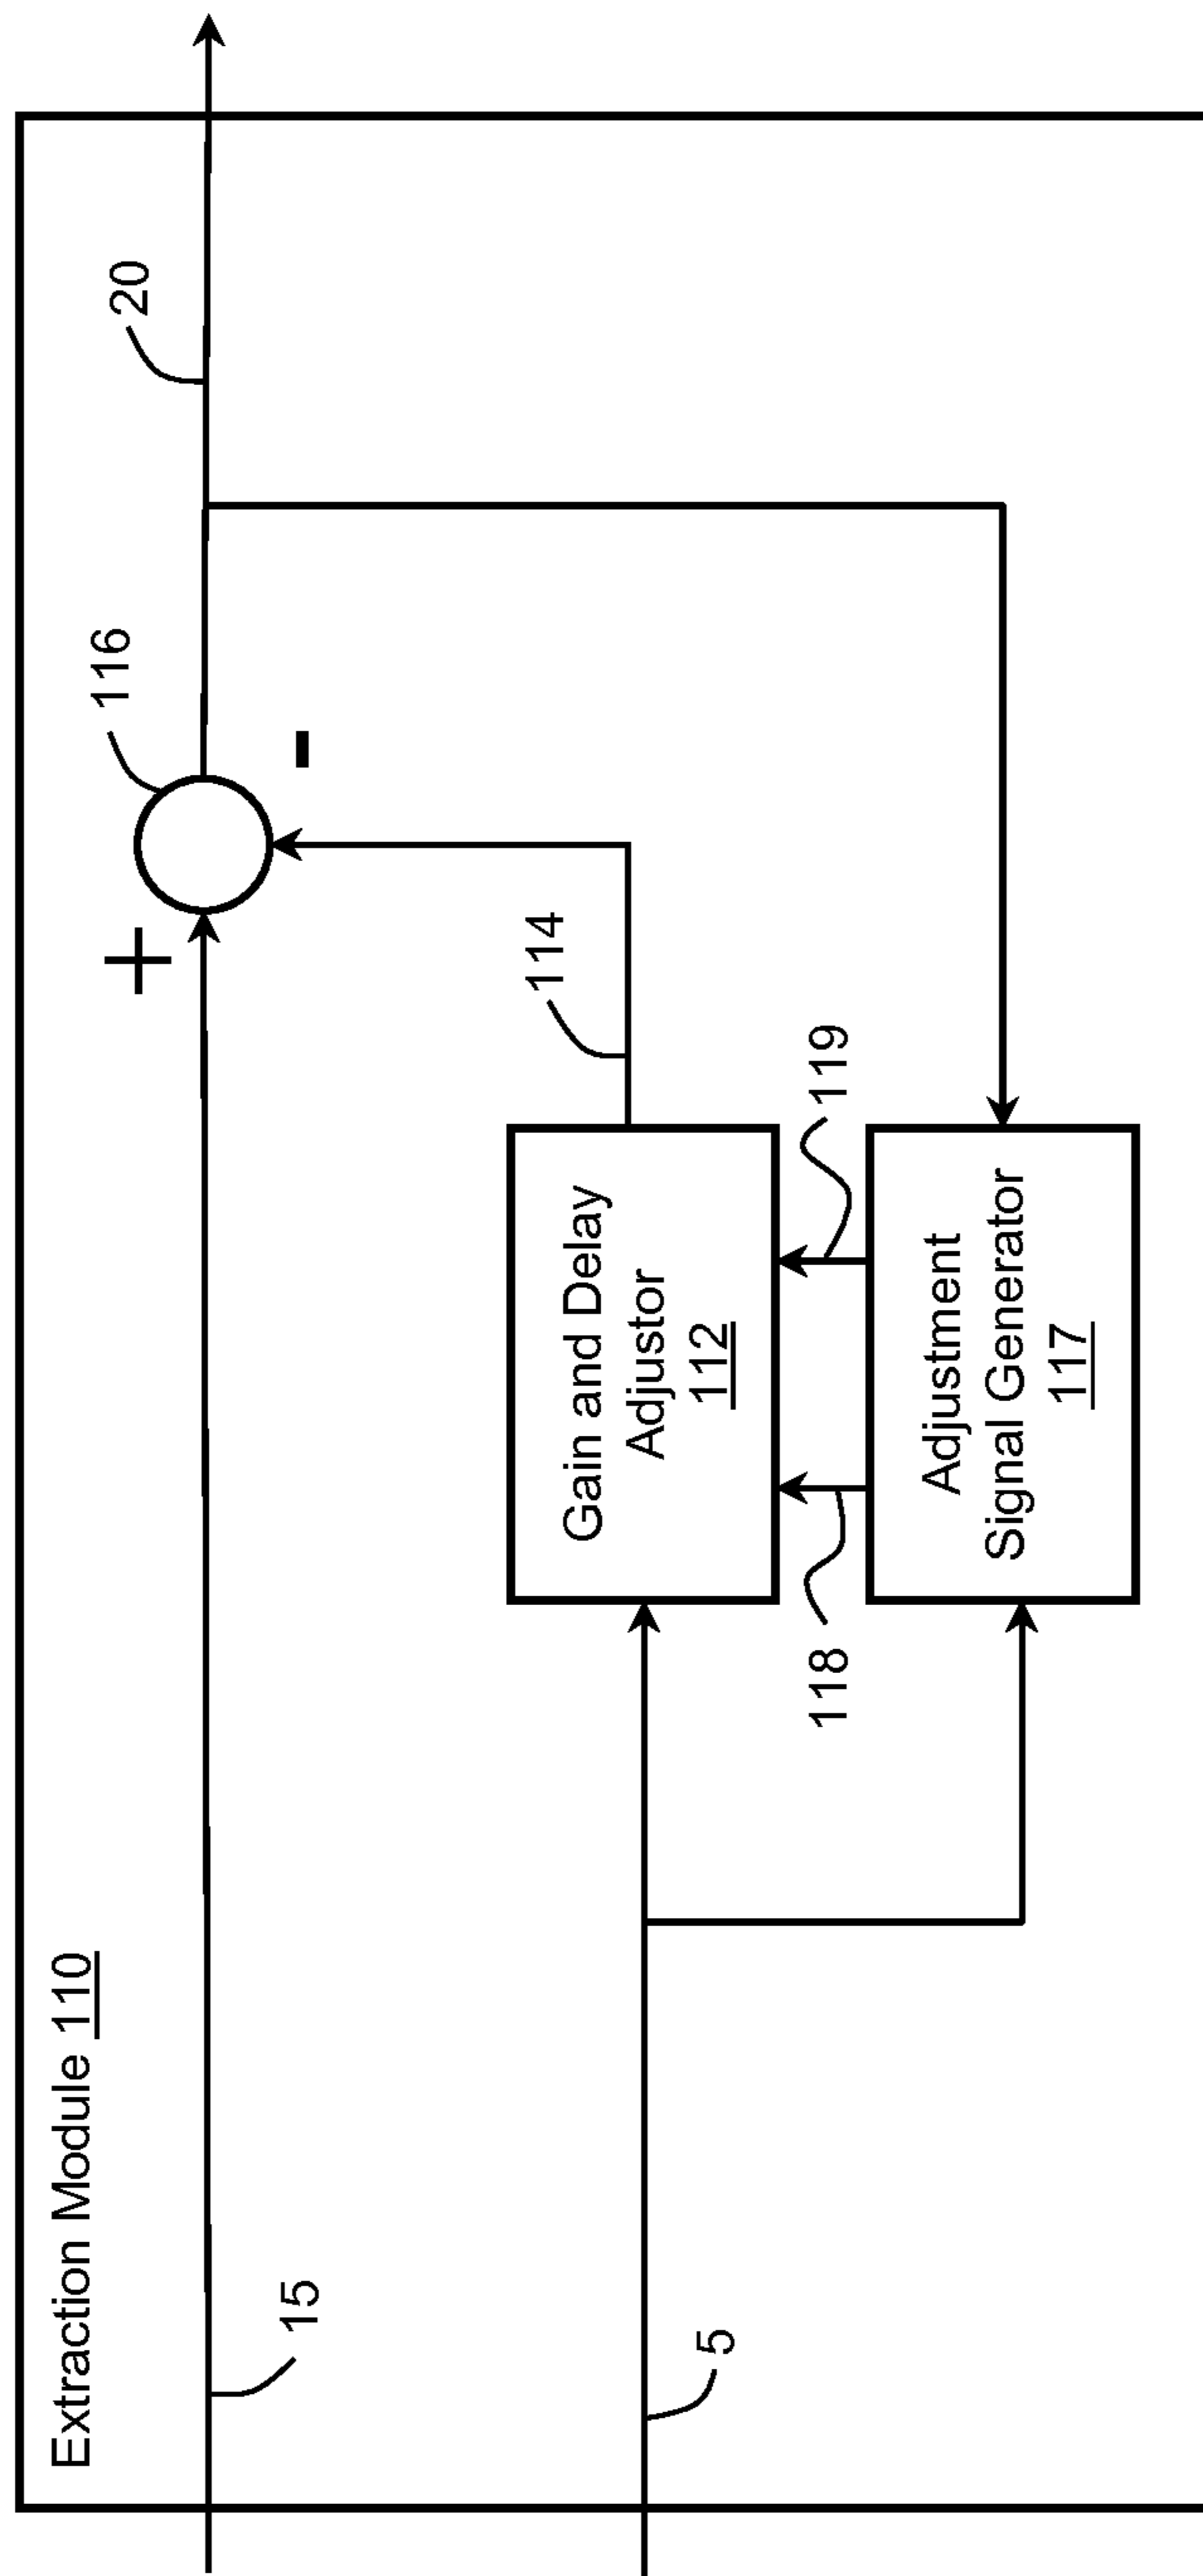 Extraction Module 110
15
+
116
-
20
5
114
Gain and Delay
Adjustor
112
118
119
Adjustment
Signal Generator
117